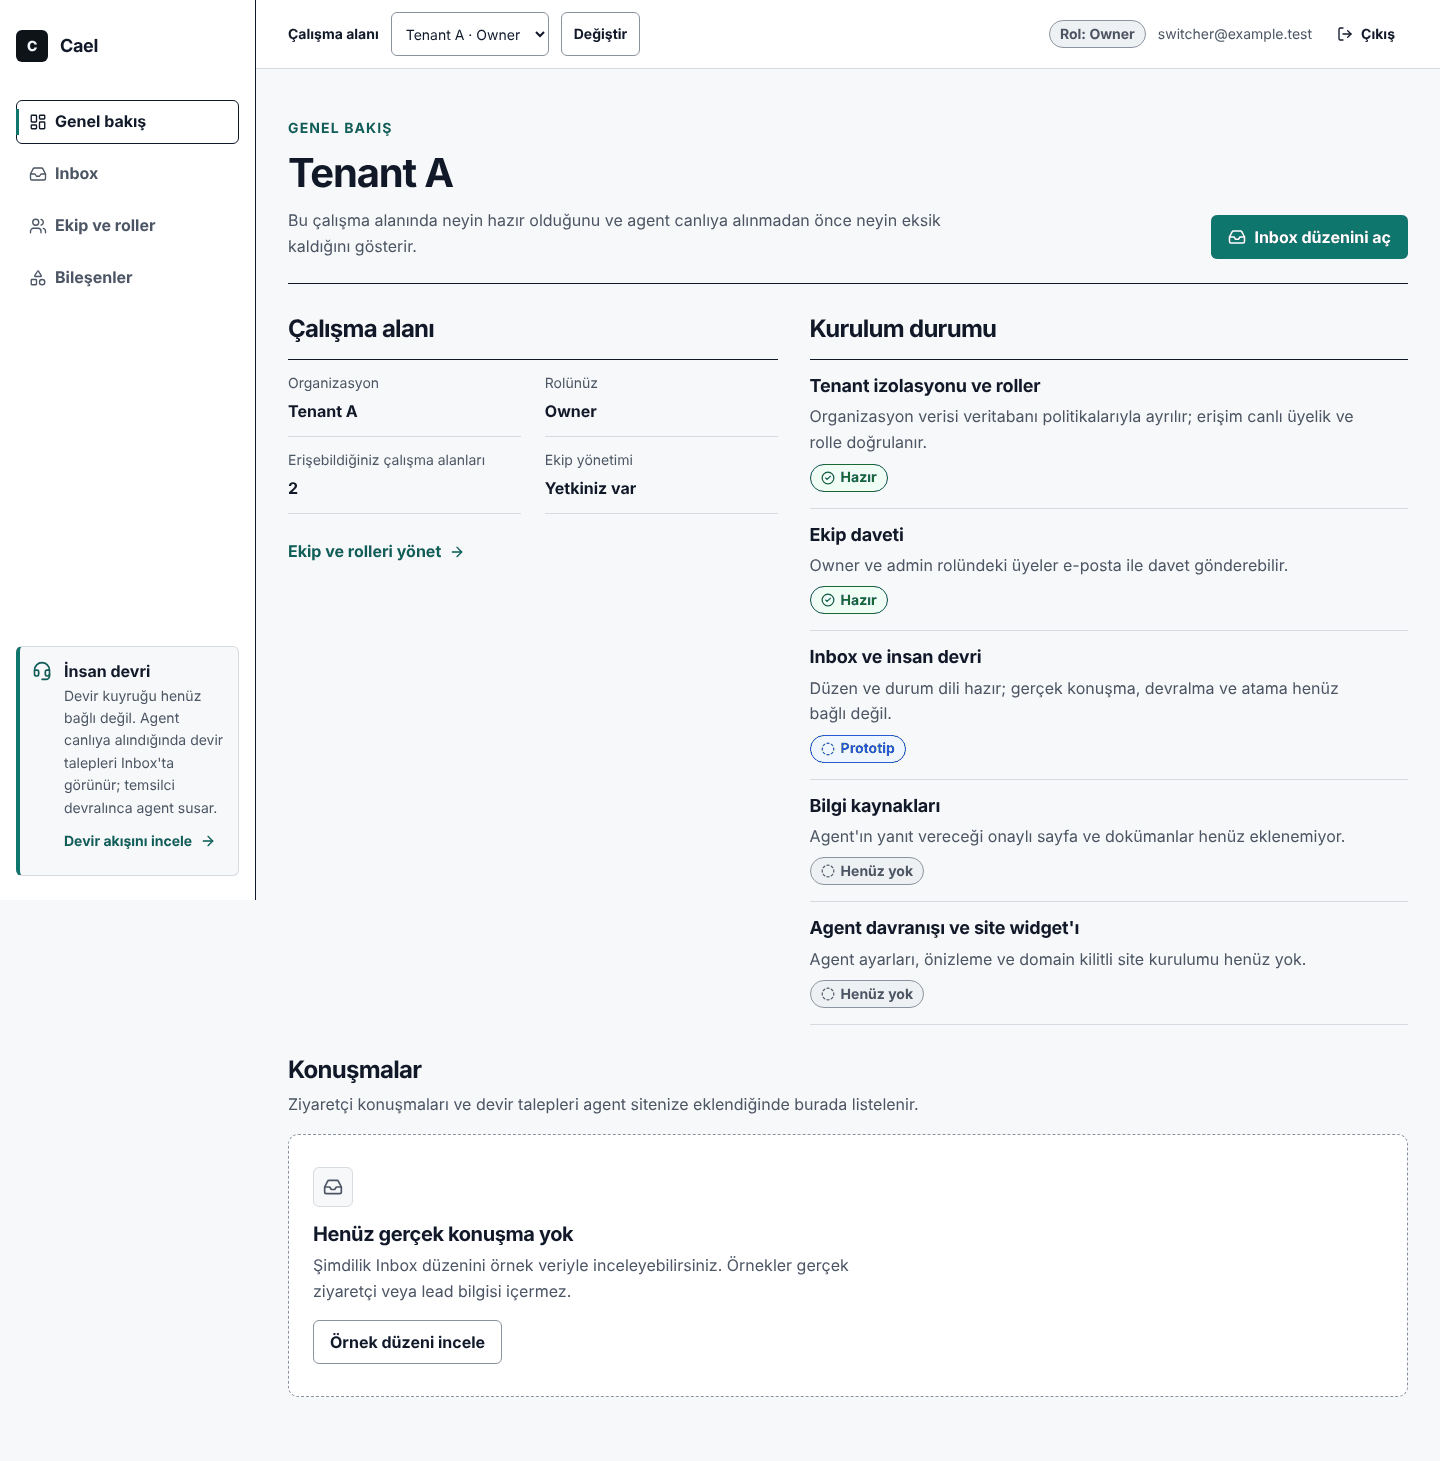 C Cael
Genel bakış
Inbox
Ekip ve roller
Bileşenler
İnsan devri
Devir kuyruğu henüz
bağlı değil. Agent
canlıya alındığında devir
talepleri Inbox'ta
görünür; temsilci
devralınca agent susar.
Devir akışını incele
Çalışma alanı Tenant A · Owner Değiştir Rol: Owner switcher@example.test Çıkış
GENEL BAKIŞ
Tenant A
Bu çalışma alanında neyin hazır olduğunu ve agent canlıya alınmadan önce neyin eksik
kaldığını gösterir.
Inbox düzenini aç
Çalışma alanı
Organizasyon
Tenant A
Rolünüz
Owner
Erişebildiğiniz çalışma alanları
2
Ekip yönetimi
Yetkiniz var
Ekip ve rolleri yönet
Kurulum durumu
Tenant izolasyonu ve roller
Organizasyon verisi veritabanı politikalarıyla ayrılır; erişim canlı üyelik ve
rolle doğrulanır.
Hazır
Ekip daveti
Owner ve admin rolündeki üyeler e-posta ile davet gönderebilir.
Hazır
Inbox ve insan devri
Düzen ve durum dili hazır; gerçek konuşma, devralma ve atama henüz
bağlı değil.
Prototip
Bilgi kaynakları
Agent'ın yanıt vereceği onaylı sayfa ve dokümanlar henüz eklenemiyor.
Henüz yok
Agent davranışı ve site widget'ı
Agent ayarları, önizleme ve domain kilitli site kurulumu henüz yok.
Henüz yok
Konuşmalar
Ziyaretçi konuşmaları ve devir talepleri agent sitenize eklendiğinde burada listelenir.
Henüz gerçek konuşma yok
Şimdilik Inbox düzenini örnek veriyle inceleyebilirsiniz. Örnekler gerçek
ziyaretçi veya lead bilgisi içermez.
Örnek düzeni incele